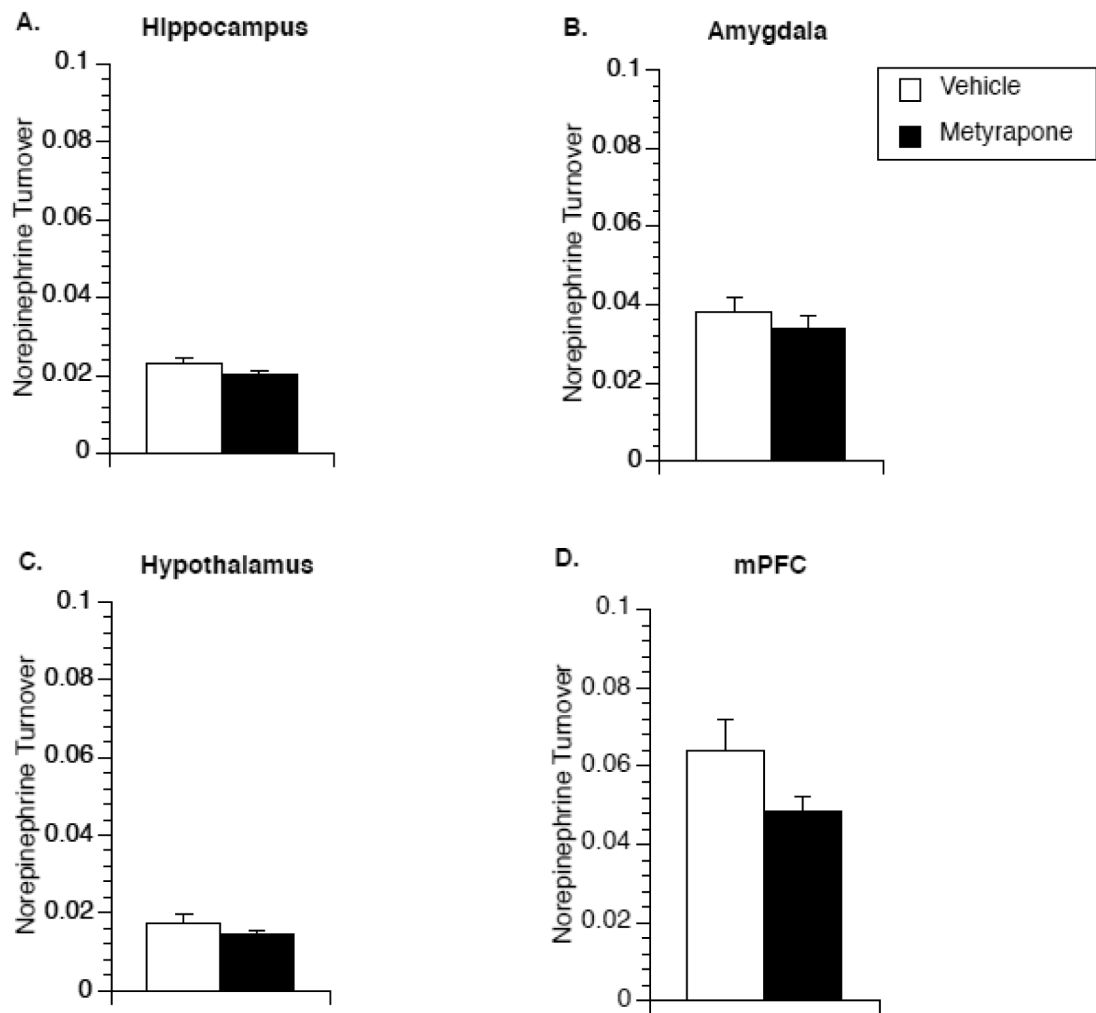 A.
Hippocampus
0.1
0.08
0.06
0.04
0.02
0
Norepinephrine Turnover
B.
Amygdala
0.1
0.08
0.06
0.04
0.02
0
Norepinephrine Turnover
Vehicle
Metyrapone
C.
Hypothalamus
0.1
0.08
0.06
0.04
0.02
0
Norepinephrine Turnover
D.
mPFC
0.1
0.08
0.06
0.04
0.02
0
Norepinephrine Turnover